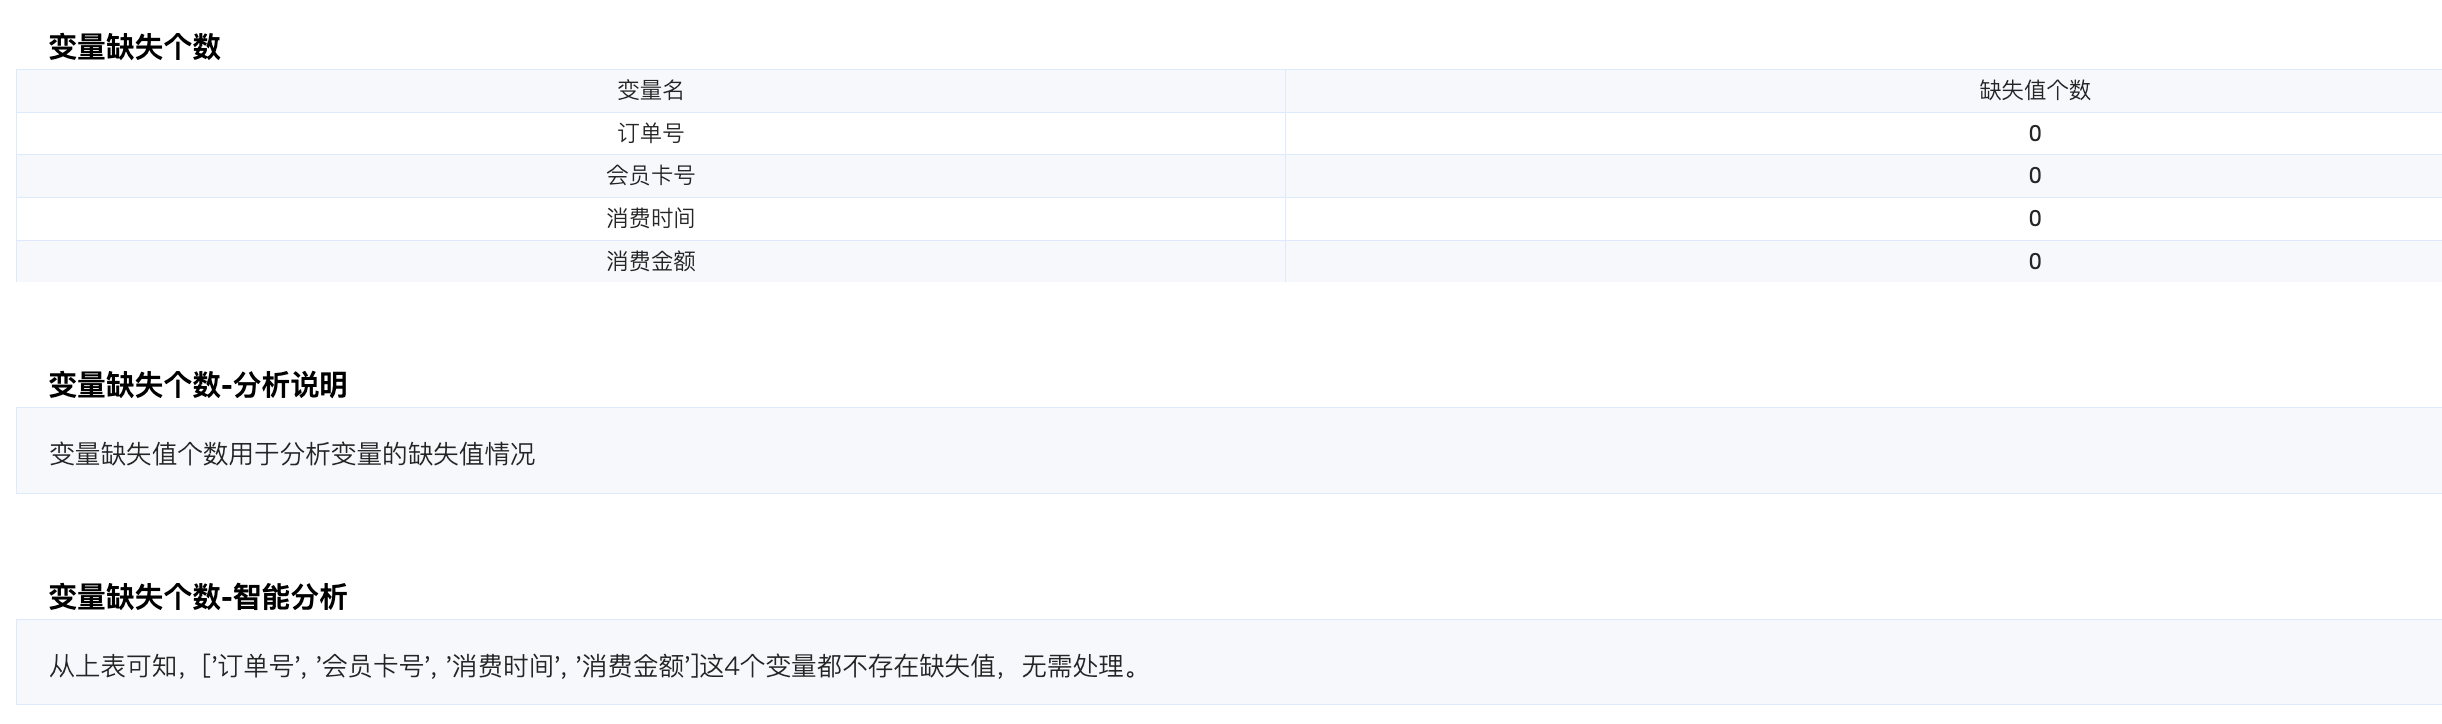 变量缺失个数
变量名 缺失值个数
订单号 0
会员卡号 0
消费时间 0
消费金额 0
变量缺失个数-分析说明
变量缺失值个数用于分析变量的缺失值情况
变量缺失个数-智能分析
从上表可知，['订单号', '会员卡号', '消费时间', '消费金额']这4个变量都不存在缺失值，无需处理。